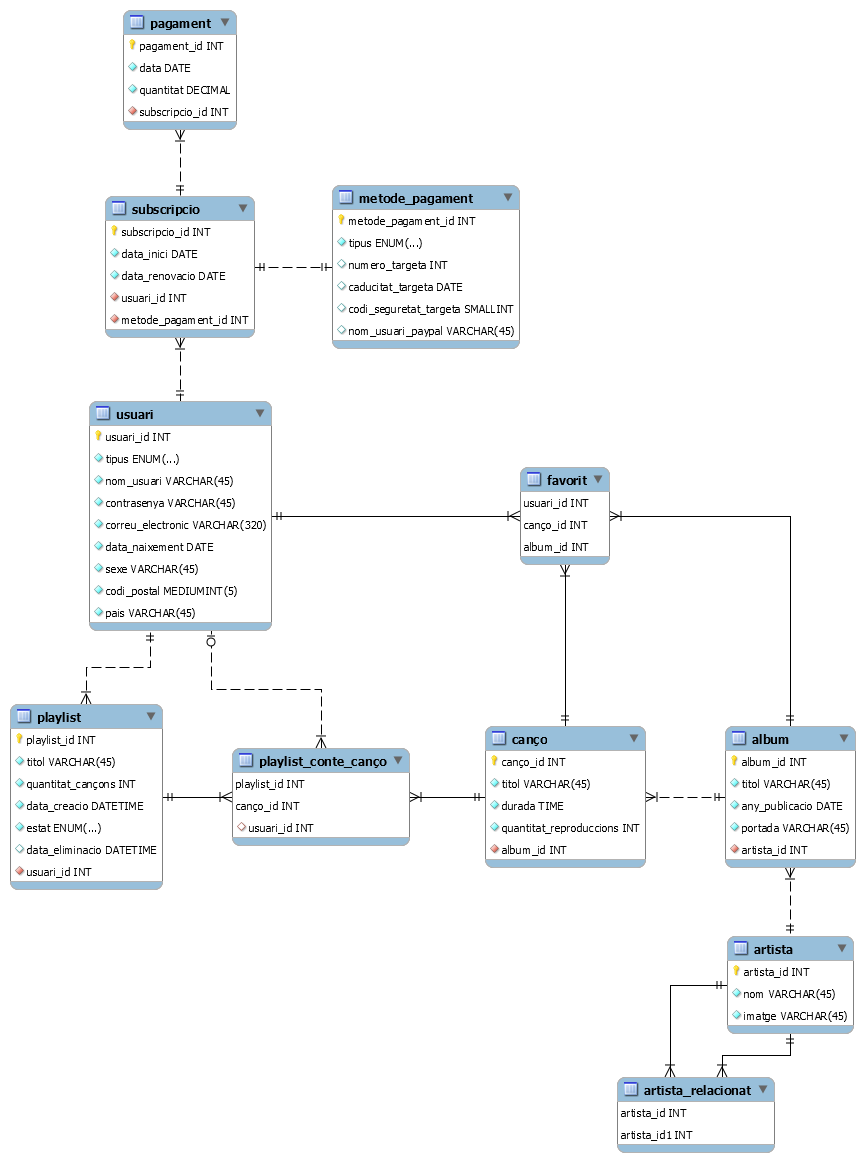 pagament
pagament_id INT
data DATE
quantitat DECIMAL
subscripcio_id INT
subscripcio
subscripcio_id INT
data_inici DATE
data_renovacio DATE
usuari_id INT
metode_pagament_id INT
metode_pagament
metode_pagament_id INT
tipus ENUM(...)
numero_targeta INT
caducitat_targeta DATE
codi_seguretat_targeta SMALLINT
nom_usuari_paypal VARCHAR(45)
usuari
usuari_id INT
tipus ENUM(...)
nom_usuari VARCHAR(45)
contrasenya VARCHAR(45)
correu_electronic VARCHAR(320)
data_naixement DATE
sexe VARCHAR(45)
codi_postal MEDIUMINT(5)
pais VARCHAR(45)
favorit
usuari_id INT
canço_id INT
album_id INT
playlist
playlist_id INT
titol VARCHAR(45)
quantitat_cançons INT
data_creacio DATETIME
estat ENUM(...)
data_eliminacio DATETIME
usuari_id INT
playlist_conte_canço
playlist_id INT
canço_id INT
usuari_id INT
canço
canço_id INT
titol VARCHAR(45)
durada TIME
quantitat_reproduccions INT
album_id INT
album
album_id INT
titol VARCHAR(45)
any_publicacio DATE
portada VARCHAR(45)
artista_id INT
artista
artista_id INT
nom VARCHAR(45)
imatge VARCHAR(45)
artista_relacionat
artista_id INT
artista_id1 INT